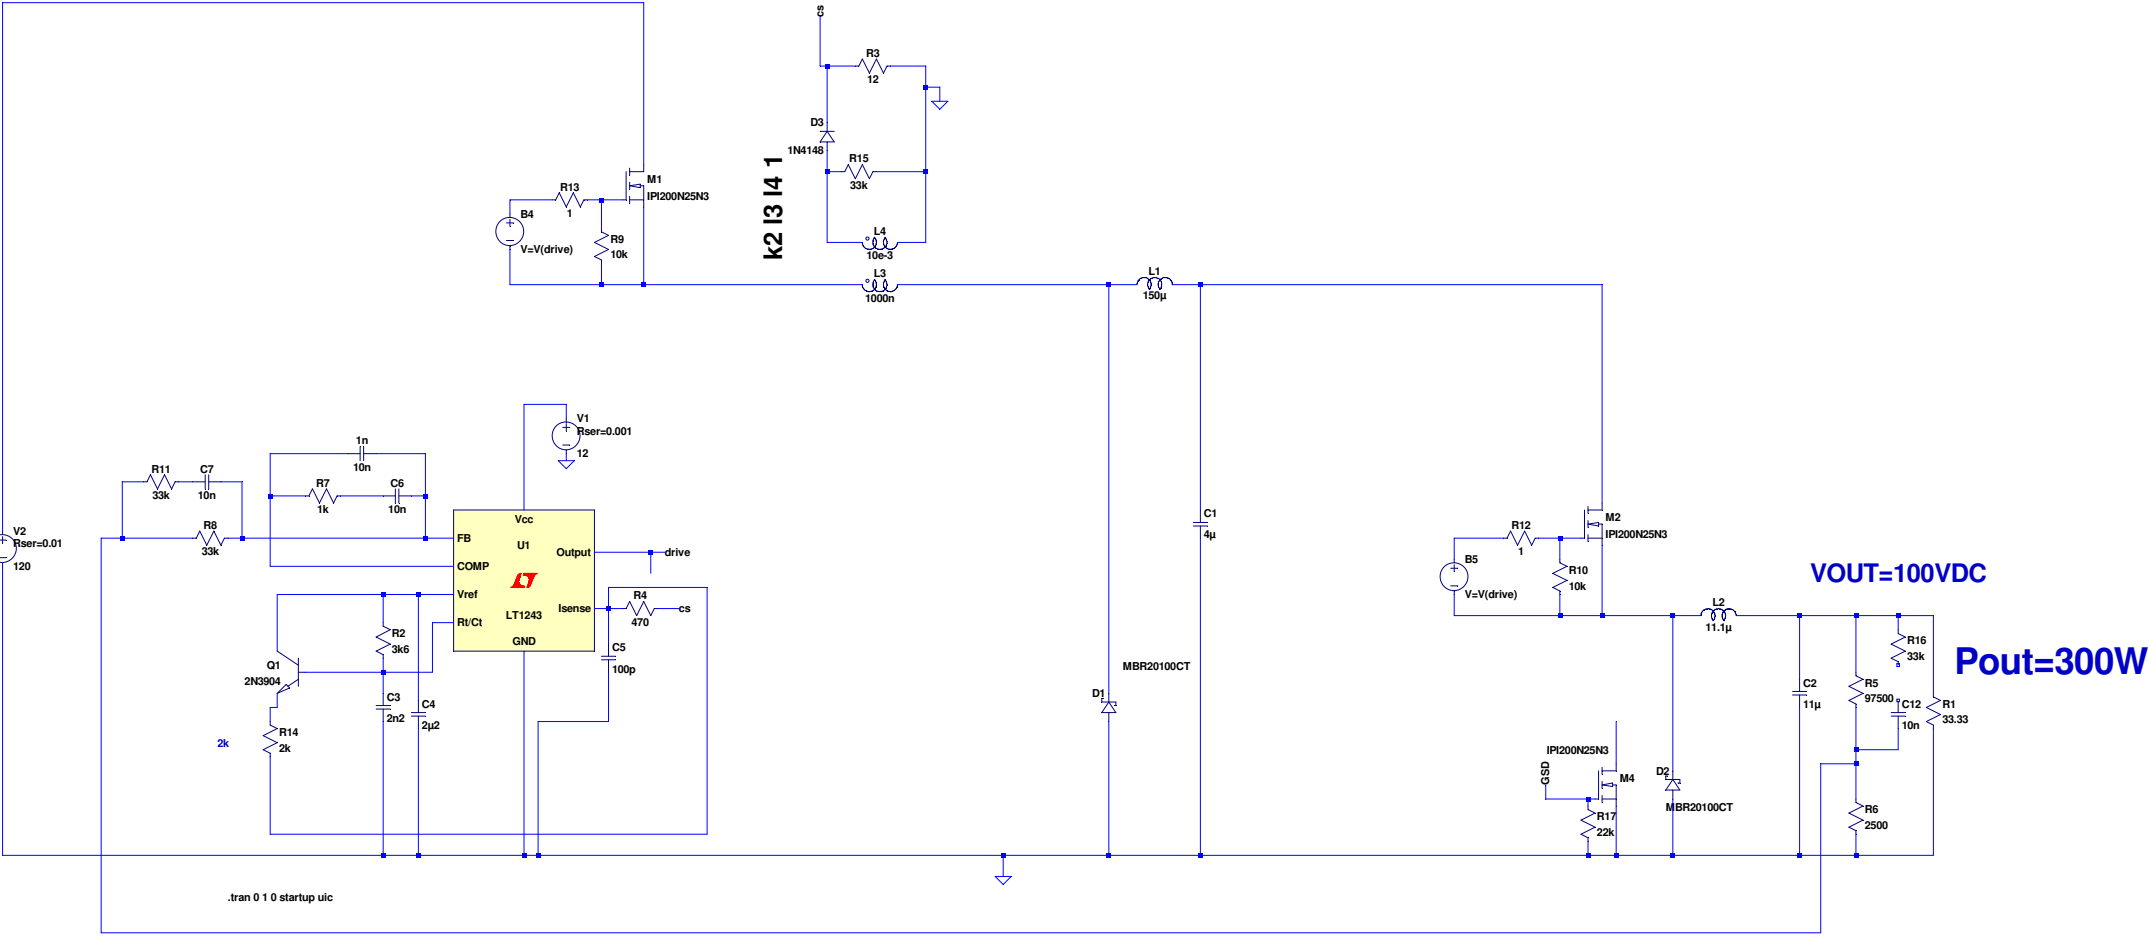 cs
R3
12
D3
1N4148
R15
33k
k2 l3 l4 1
L4
10e-3
M1
IPI200N25N3
R13
1
B4
V=V(drive)
R9
10k
L3
1000n
L1
150µ
V1
Rser=0.001
12
1n
10n
R11
33k
C7
10n
R7
1k
C6
10n
R8
33k
V2
Rser=0.01
120
Vcc
FB
U1
Output
drive
COMP
Vref
Isense
LT1243
Rt/Ct
GND
R4
470
cs
R2
3k6
C5
100p
Q1
2N3904
C3
2n2
C4
2µ2
R14
2k
2k
C1
4µ
M2
IPI200N25N3
R12
1
B5
V=V(drive)
R10
10k
VOUT=100VDC
L2
11.1µ
R16
33k
Pout=300W
MBR20100CT
D1
C2
11µ
R5
97500
C12
10n
R1
33.33
IPI200N25N3
GSD
M4
D2
MBR20100CT
R17
22k
R6
2500
.tran 0 1 0 startup uic